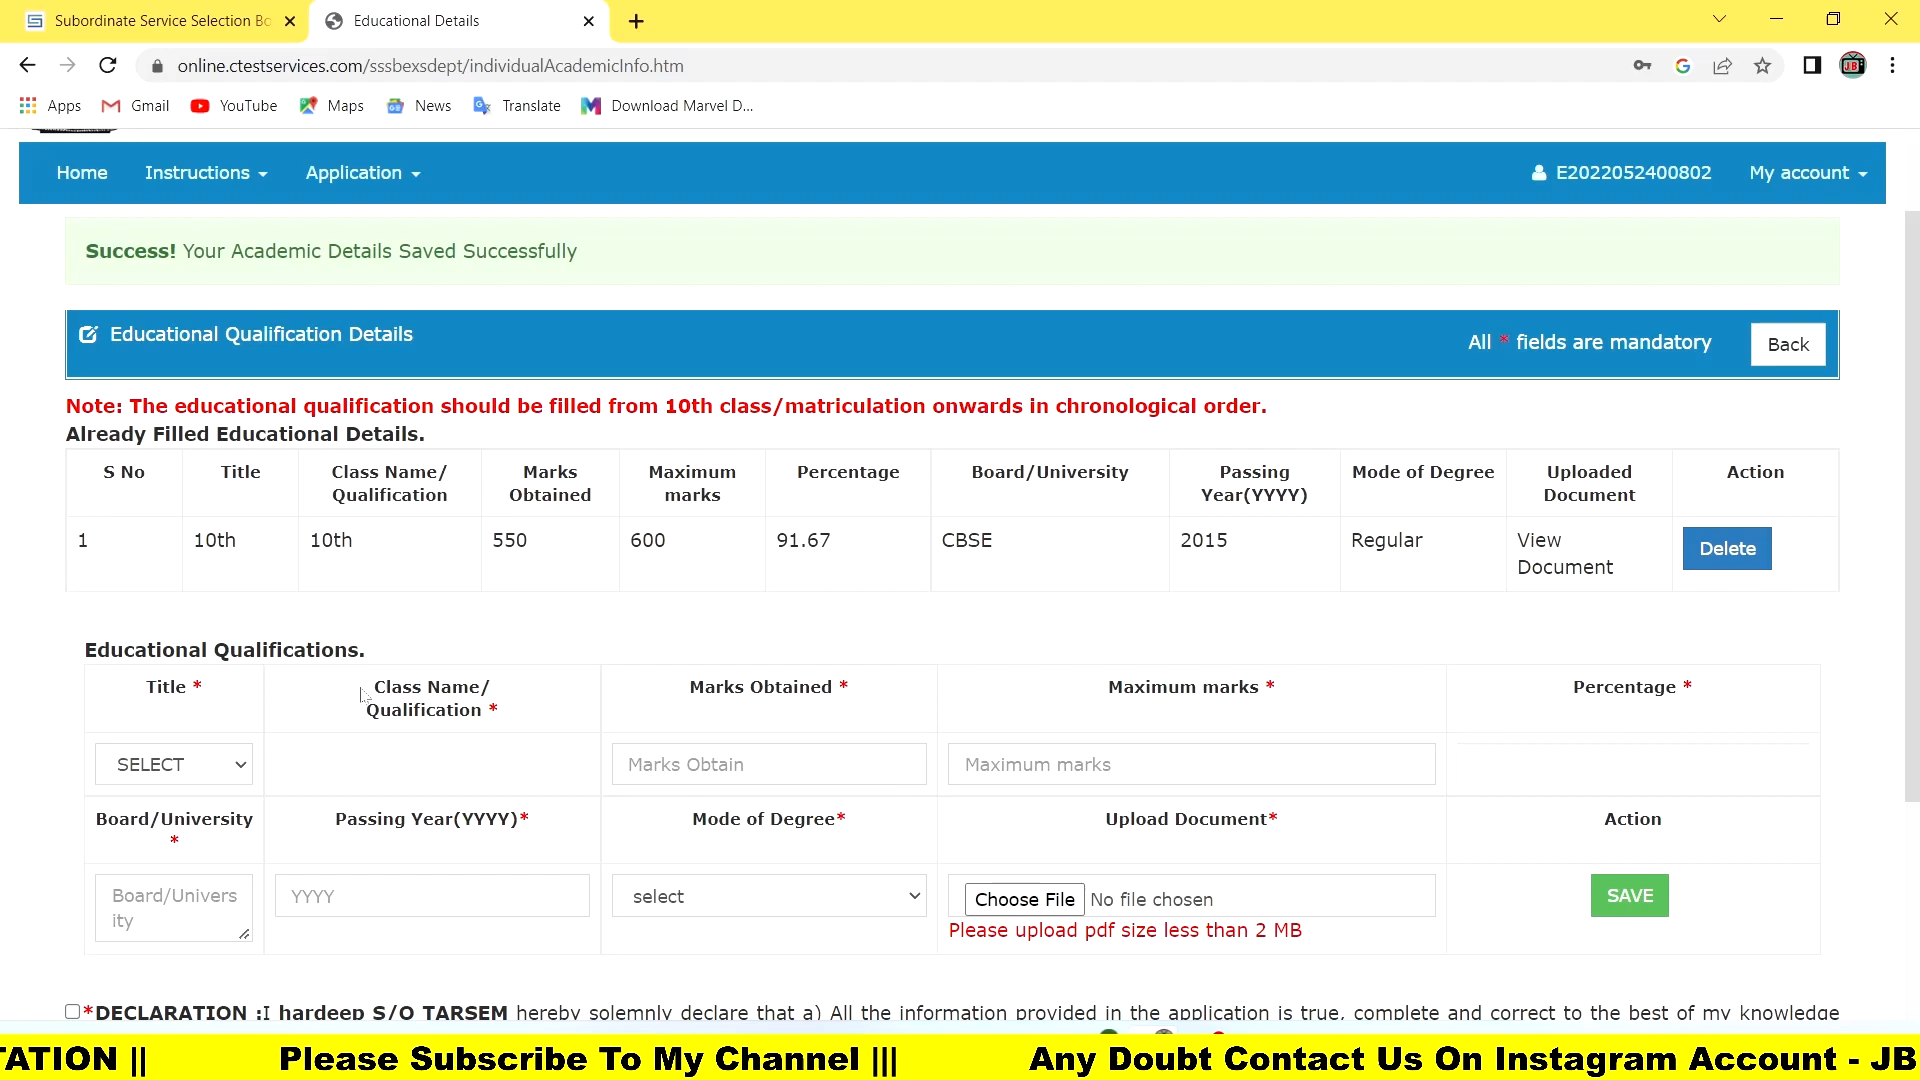 Subordinate Service Selection Bo
Educational Details
online.ctestservices.com/sssbexsdept/individualAcademicInfo.htm
Apps Gmail YouTube Maps News Translate Download Marvel D...
Home Instructions Application E2022052400802 My account
Success! Your Academic Details Saved Successfully
Educational Qualification Details All * fields are mandatory Back
Note: The educational qualification should be filled from 10th class/matriculation onwards in chronological order.
Already Filled Educational Details.
S No Title Class Name/ Marks Maximum Percentage Board/University Passing Mode of Degree Uploaded Action
Qualification Obtained marks Year(YYYY) Document
1 10th 10th 550 600 91.67 CBSE 2015 Regular View Delete
Document
Educational Qualifications.
Title * Class Name/ Marks Obtained * Maximum marks * Percentage *
Qualification *
SELECT Marks Obtain Maximum marks
Board/University Passing Year(YYYY)* Mode of Degree* Upload Document* Action
*
Board/Univers YYYY select Choose File No file chosen SAVE
ity
Please upload pdf size less than 2 MB
*DECLARATION :I hardeep S/O TARSEM hereby solemnly declare that a) All the information provided in the application is true, complete and correct to the best of my knowledge
TATION || Please Subscribe To My Channel ||| Any Doubt Contact Us On Instagram Account - JB